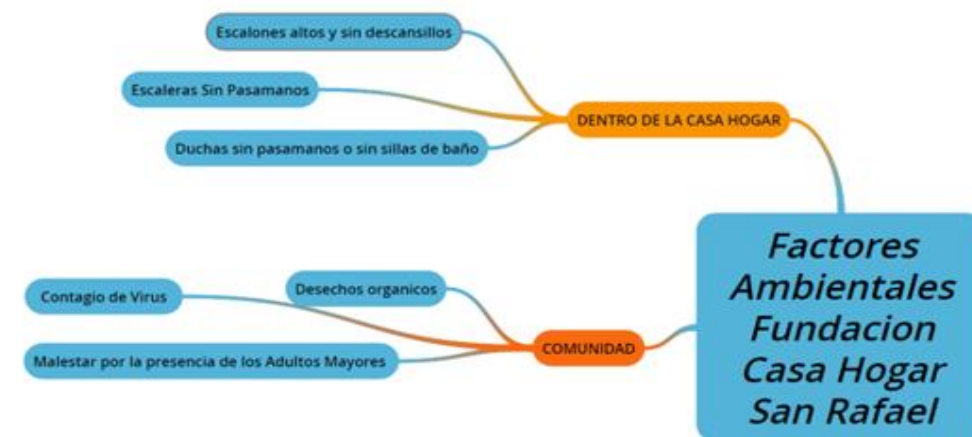 Escalones altos y sin descansillos
Escaleras Sin Pasamanos
Duchas sin pasamanos o sin sillas de baño
DENTRO DE LA CASA HOGAR
Factores
Ambientales
Fundacion
Casa Hogar
San Rafael
Desechos organicos
Contagio de Virus
Malestar por la presencia de los Adultos Mayores
COMUNIDAD